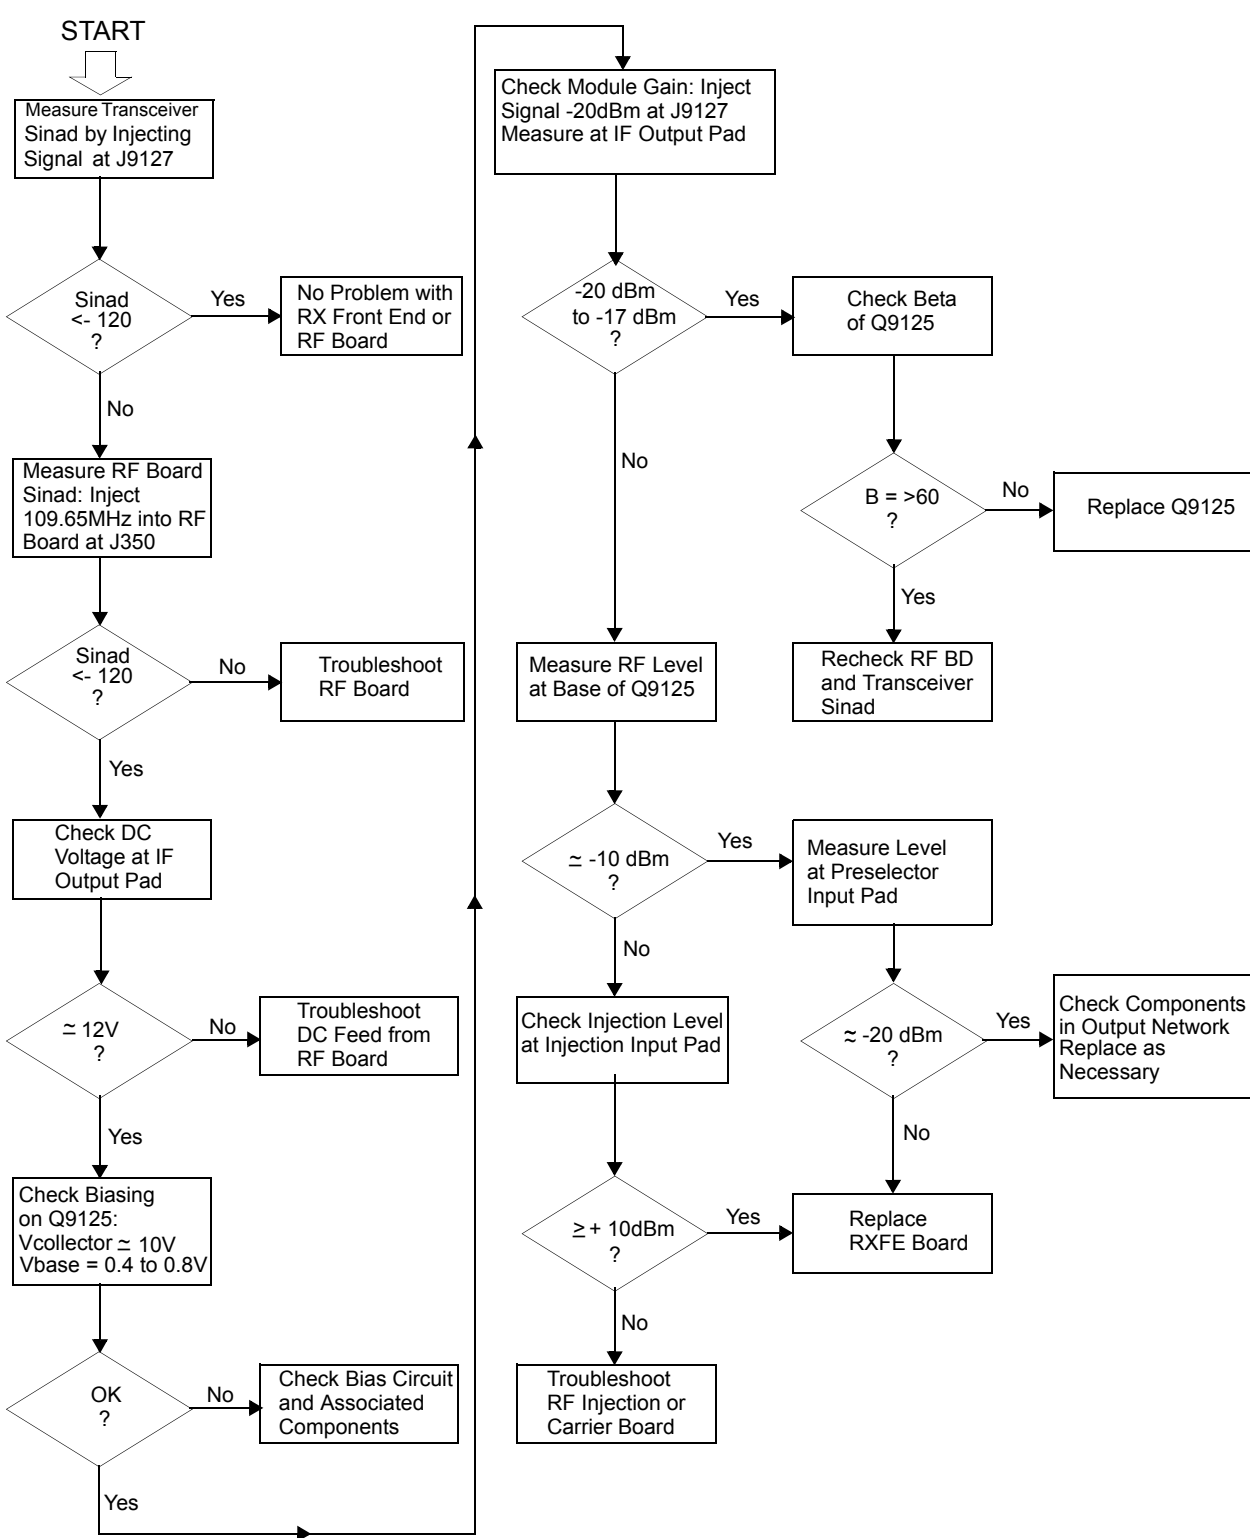 START
Measure Transceiver
Sinad by Injecting
Signal at J9127
Sinad
<- 120
?
Yes
No Problem with
RX Front End or
RF Board
No
Measure RF Board
Sinad: Inject
109.65MHz into RF
Board at J350
Sinad
<- 120
?
No
Troubleshoot
RF Board
Yes
Check DC
Voltage at IF
Output Pad
≃ 12V
?
No
Troubleshoot
DC Feed from
RF Board
Yes
Check Biasing
on Q9125:
Vcollector ≃ 10V
Vbase = 0.4 to 0.8V
OK
?
No
Check Bias Circuit
and Associated
Components
Yes
Check Module Gain: Inject
Signal -20dBm at J9127
Measure at IF Output Pad
-20 dBm
to -17 dBm
?
Yes
Check Beta
of Q9125
B = >60
?
No
Replace Q9125
Yes
Recheck RF BD
and Transceiver
Sinad
No
Measure RF Level
at Base of Q9125
≃ -10 dBm
?
Yes
Measure Level
at Preselector
Input Pad
≈ -20 dBm
?
Yes
Check Components
in Output Network
Replace as
Necessary
No
No
Check Injection Level
at Injection Input Pad
≥ + 10dBm
?
Yes
Replace
RXFE Board
No
Troubleshoot
RF Injection or
Carrier Board